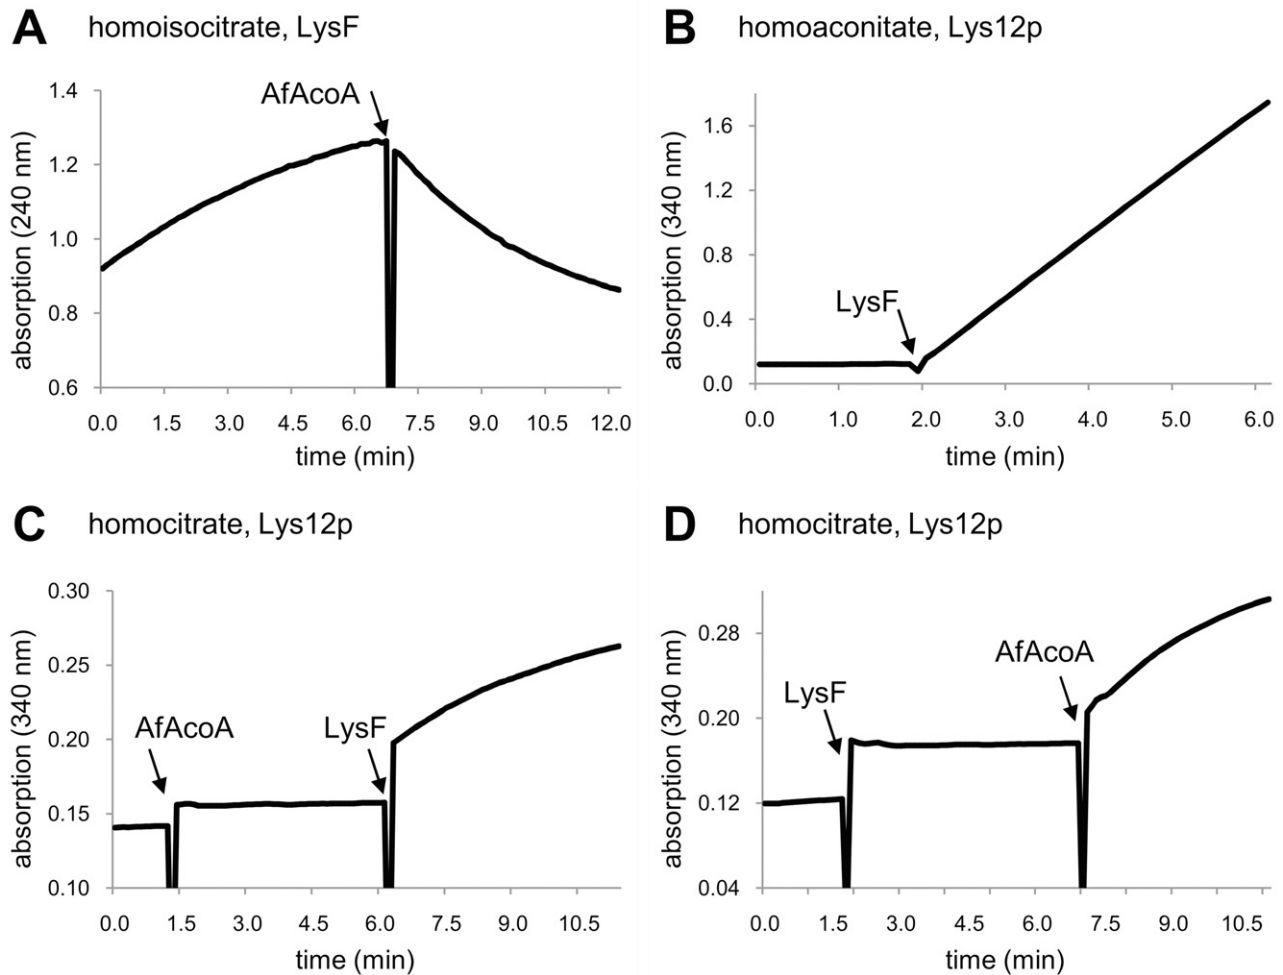 A homoisocitrate, LysF
absorption (240 nm)
1.4
1.2
1.0
0.8
0.6
AfAcoA
0.0 1.5 3.0 4.5 6.0 7.5 9.0 10.5 12.0
time (min)
B homoaconitate, Lys12p
absorption (340 nm)
1.6
1.2
0.8
0.4
0.0
LysF
0.0 1.0 2.0 3.0 4.0 5.0 6.0
time (min)
C homocitrate, Lys12p
absorption (340 nm)
0.30
0.25
0.20
0.15
0.10
AfAcoA
LysF
0.0 1.5 3.0 4.5 6.0 7.5 9.0 10.5
time (min)
D homocitrate, Lys12p
absorption (340 nm)
0.28
0.20
0.12
0.04
LysF
AfAcoA
0.0 1.5 3.0 4.5 6.0 7.5 9.0 10.5
time (min)